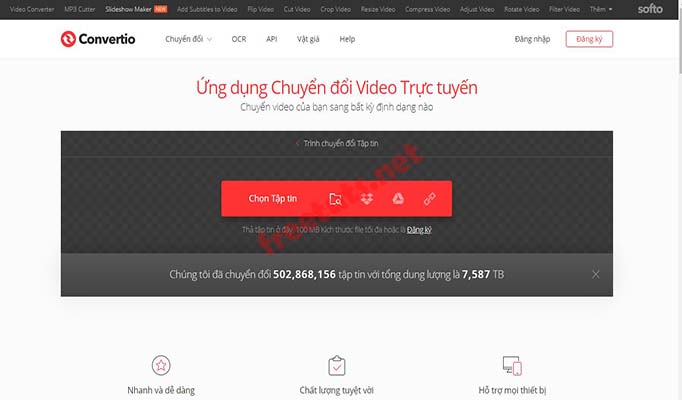 Video Converter MP3 Cutter Slideshow Maker NEW Add Subtitles to Video Flip Video Cut Video Crop Video Resize Video Compress Video Adjust Video Rotate Video Filter Video Thêm softo
Convertio Chuyển đổi OCR API Vật giá Help Đăng nhập Đăng ký
Ứng dụng Chuyển đổi Video Trực tuyến
Chuyển video của bạn sang bất kỳ định dạng nào
Trình chuyển đổi Tập tin
Chọn Tập tin
Thả tập tin ở đây. 100 MB Kích thước file tối đa hoặc là Đăng ký
freetuts.net
Chúng tôi đã chuyển đổi 502,868,156 tập tin với tổng dung lượng là 7,587 TB
Nhanh và dễ dàng Chất lượng tuyệt vời Hỗ trợ mọi thiết bị